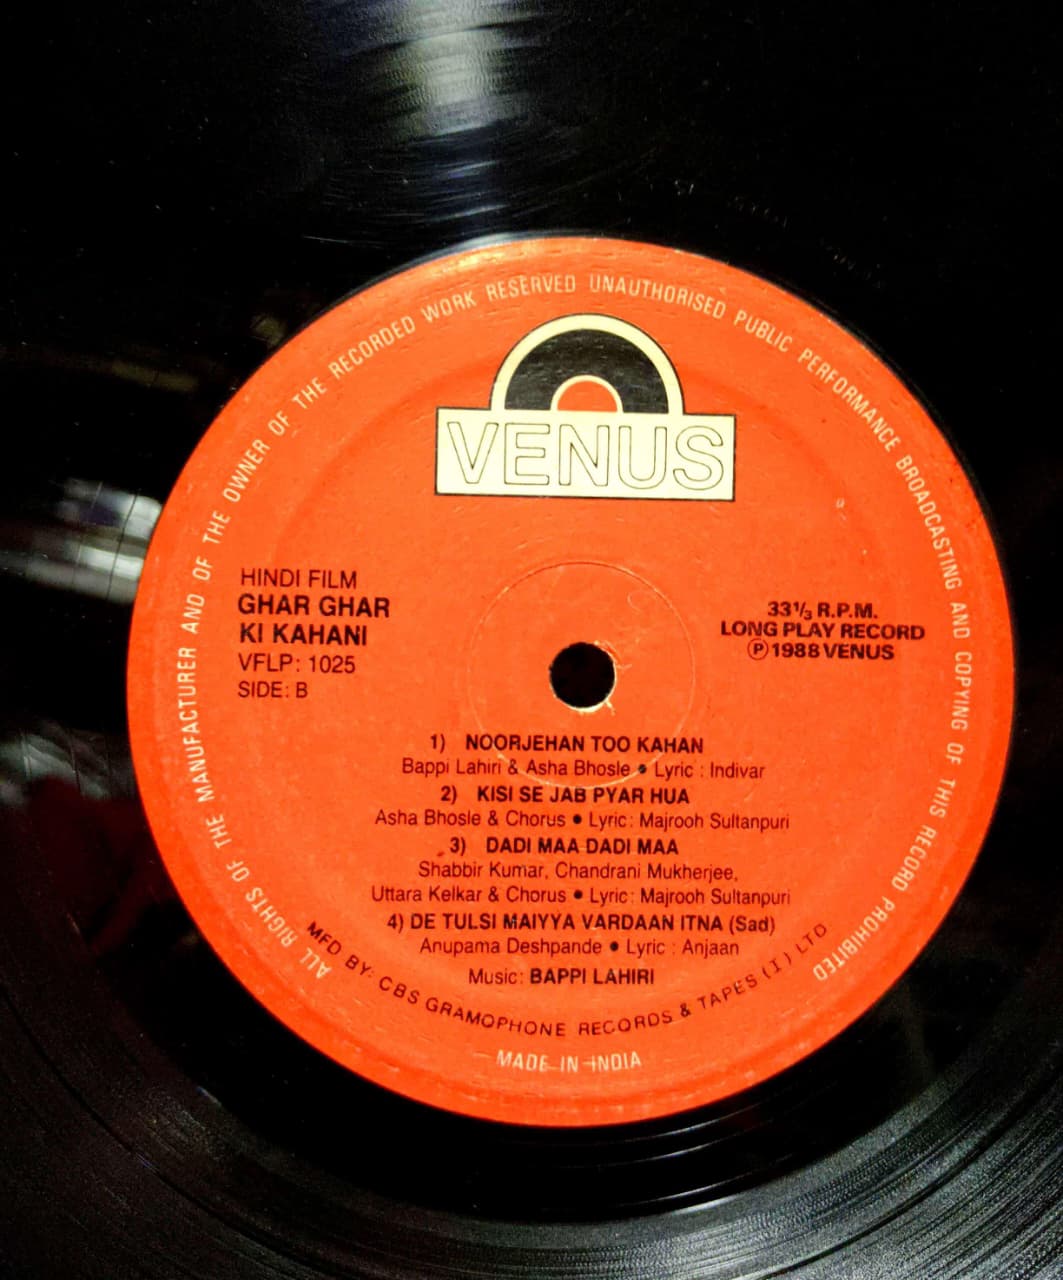 ALL RIGHTS OF THE MANUFACTURER AND OF THE OWNER OF THE RECORDED WORK RESERVED UNAUTHORISED PUBLIC PERFORMANCE BROADCASTING AND COPYING OF THIS RECORD PROHIBITED
VENUS
HINDI FILM
GHAR GHAR
KI KAHANI
VFLP: 1025
SIDE: B
33 1/3 R.P.M.
LONG PLAY RECORD
Ⓟ 1988 VENUS
1) NOORJEHAN TOO KAHAN
Bappi Lahiri & Asha Bhosle • Lyric : Indivar
2) KISI SE JAB PYAR HUA
Asha Bhosle & Chorus • Lyric: Majrooh Sultanpuri
3) DADI MAA DADI MAA
Shabbir Kumar, Chandrani Mukherjee,
Uttara Kelkar & Chorus • Lyric: Majrooh Sultanpuri
4) DE TULSI MAIYYA VARDAAN ITNA (Sad)
Anupama Deshpande • Lyric : Anjaan
Music: BAPPI LAHIRI
MFD BY: CBS GRAMOPHONE RECORDS & TAPES (I) LTD
MADE IN INDIA